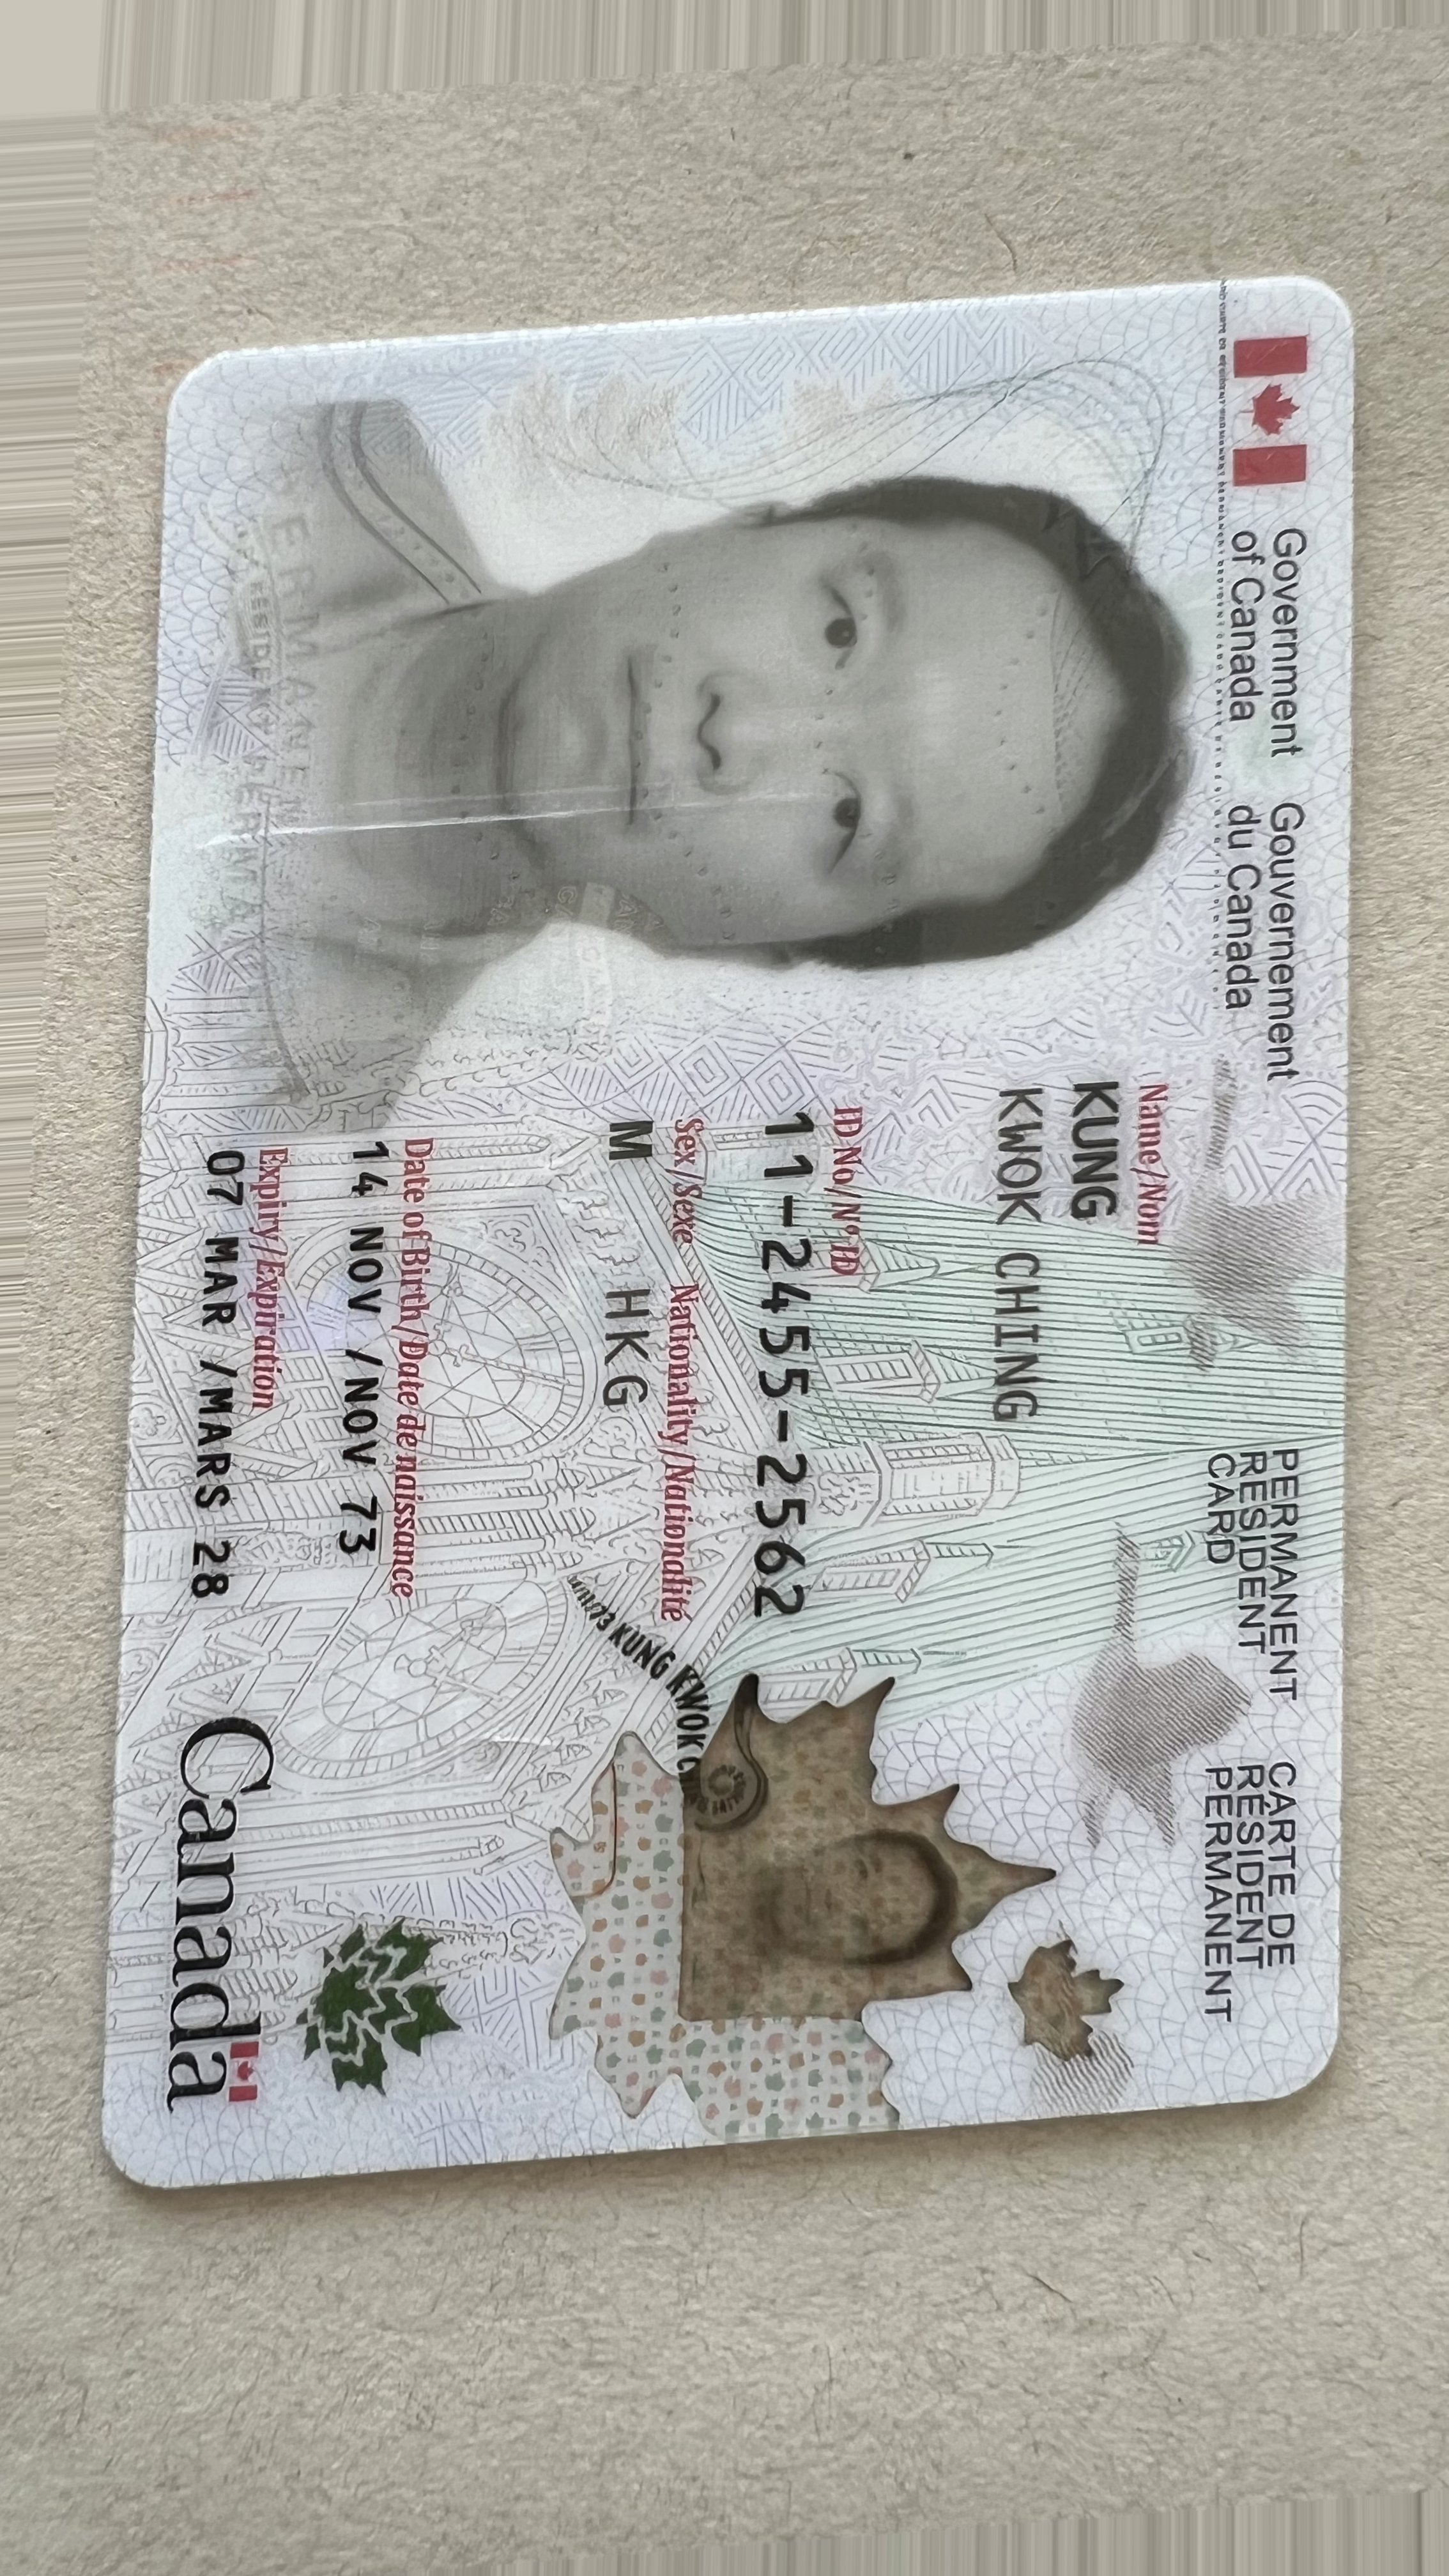 Government of Canada
Gouvernement du Canada
PERMANENT RESIDENT CARD
CARTE DE RÉSIDENT PERMANENT
Name/Nom
KUNG
KWOK CHING
ID No/Nº ID
11-2455-2562
Sex/Sexe Nationality/Nationalité
M HKG
Date of Birth/Date de naissance
14 NOV /NOV 73
Expiry/Expiration
07 MAR /MARS 28
KUNG KWOK C
Canada